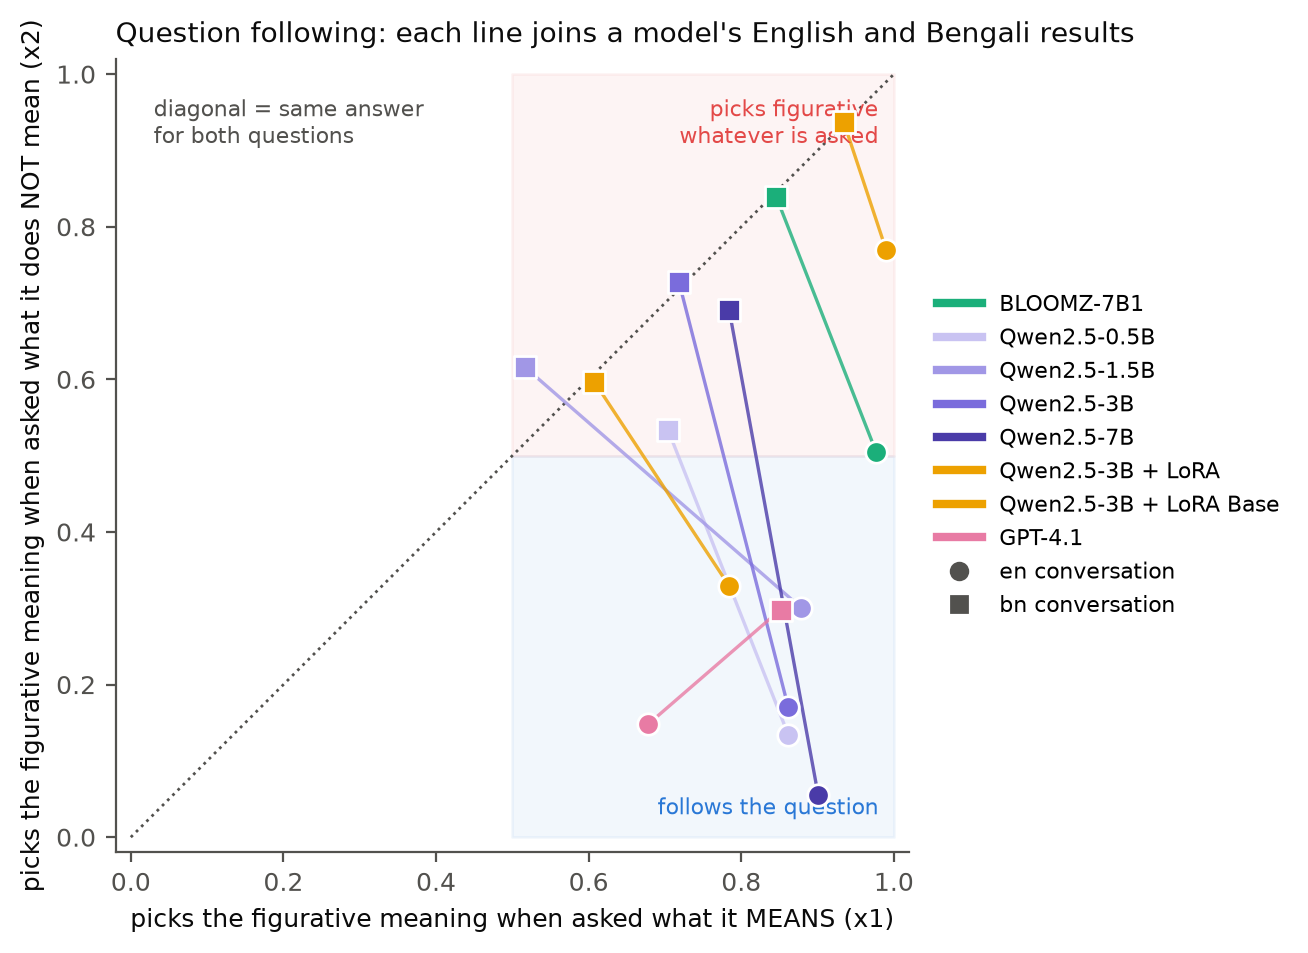 Question following: each line joins a model's English and Bengali results
picks the figurative meaning when asked what it does NOT mean (x2)
1.0
0.8
0.6
0.4
0.2
0.0
diagonal = same answer
for both questions
picks figurative
whatever is asked
follows the question
0.0
0.2
0.4
0.6
0.8
1.0
picks the figurative meaning when asked what it MEANS (x1)
BLOOMZ-7B1
Qwen2.5-0.5B
Qwen2.5-1.5B
Qwen2.5-3B
Qwen2.5-7B
Qwen2.5-3B + LoRA
Qwen2.5-3B + LoRA Base
GPT-4.1
en conversation
bn conversation